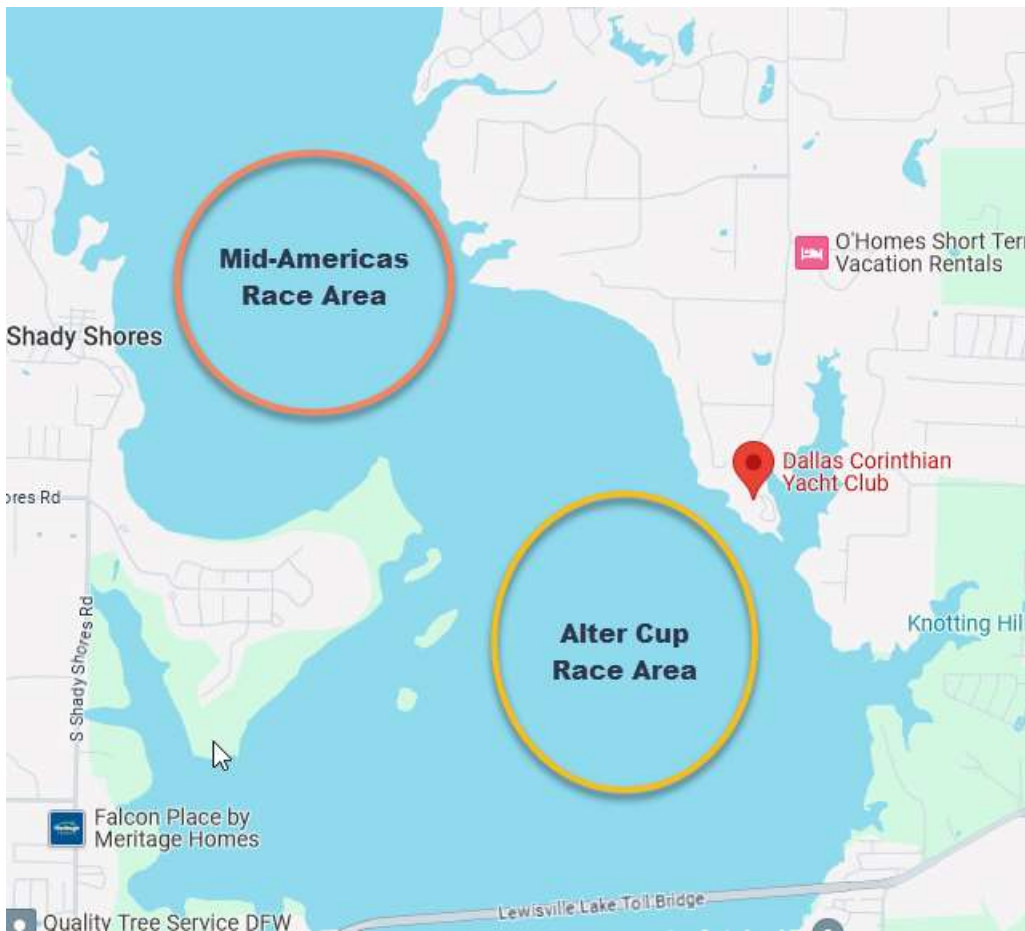 Mid-Americas
Race Area
O'Homes Short Ter
Vacation Rentals
Shady Shores
Dallas Corinthian
Yacht Club
ores Rd
Alter Cup
Race Area
Knotting Hil
S Shady Shores Rd
Falcon Place by
Meritage Homes
Lewisville Lake Toll Bridge
Quality Tree Service DFW